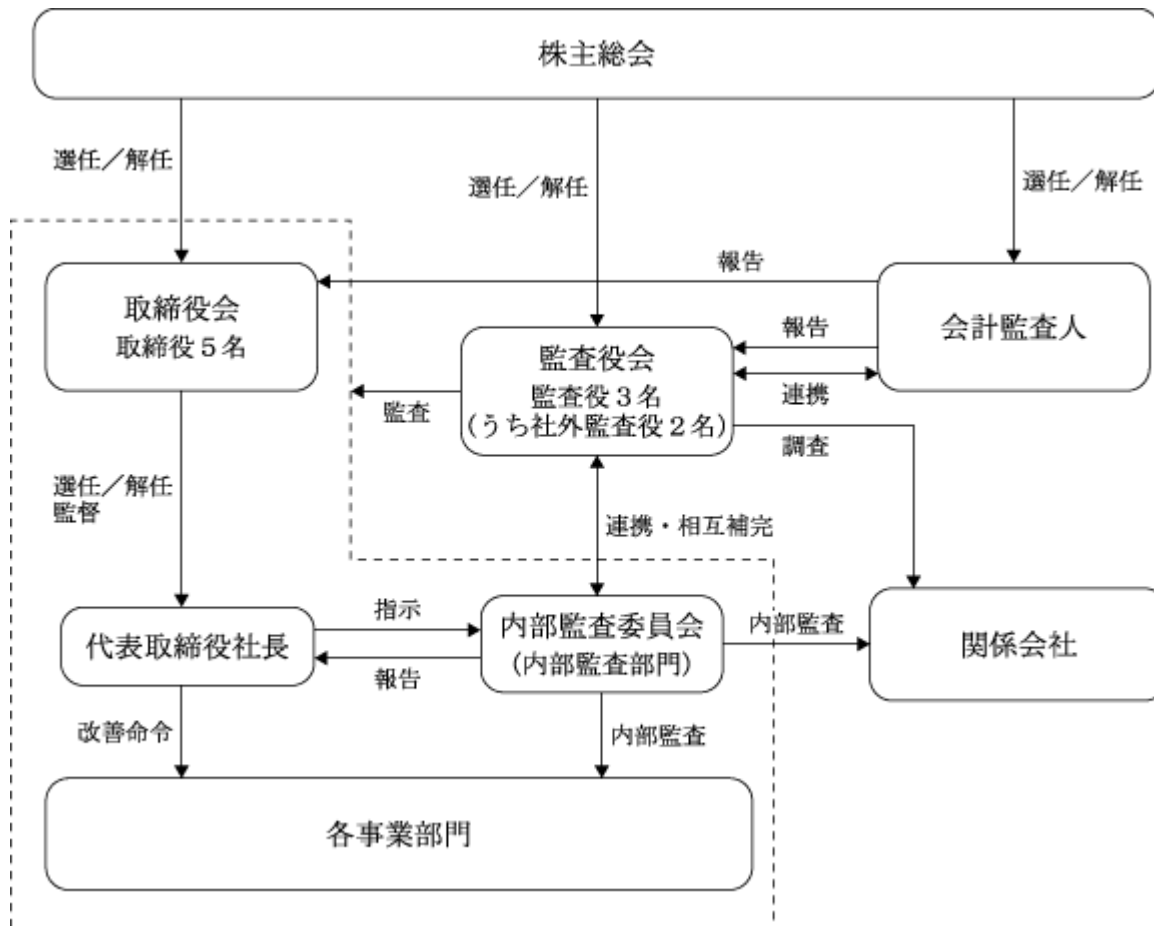 株主総会
選任／解任
選任／解任
選任／解任
取締役会
取締役５名
報告
会計監査人
監査役会
監査役３名
(うち社外監査役２名)
報告
連携
監査
調査
選任／解任
監督
連携・相互補完
代表取締役社長
指示
報告
内部監査委員会
(内部監査部門)
内部監査
関係会社
改善命令
内部監査
各事業部門